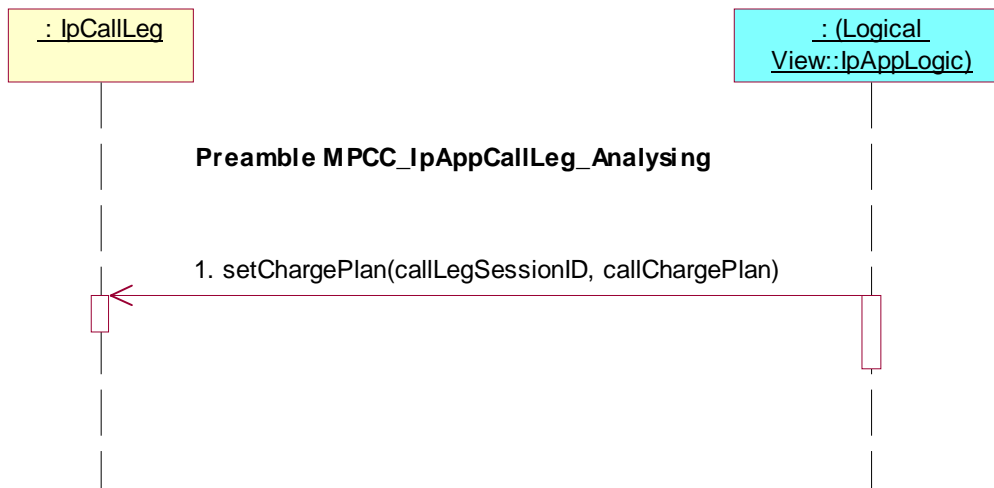 : IpCallLeg
: (Logical
View::IpAppLogic)
Preamble MPCC_IpAppCallLeg_Analysing
1. setChargePlan(callLegSessionID, callChargePlan)